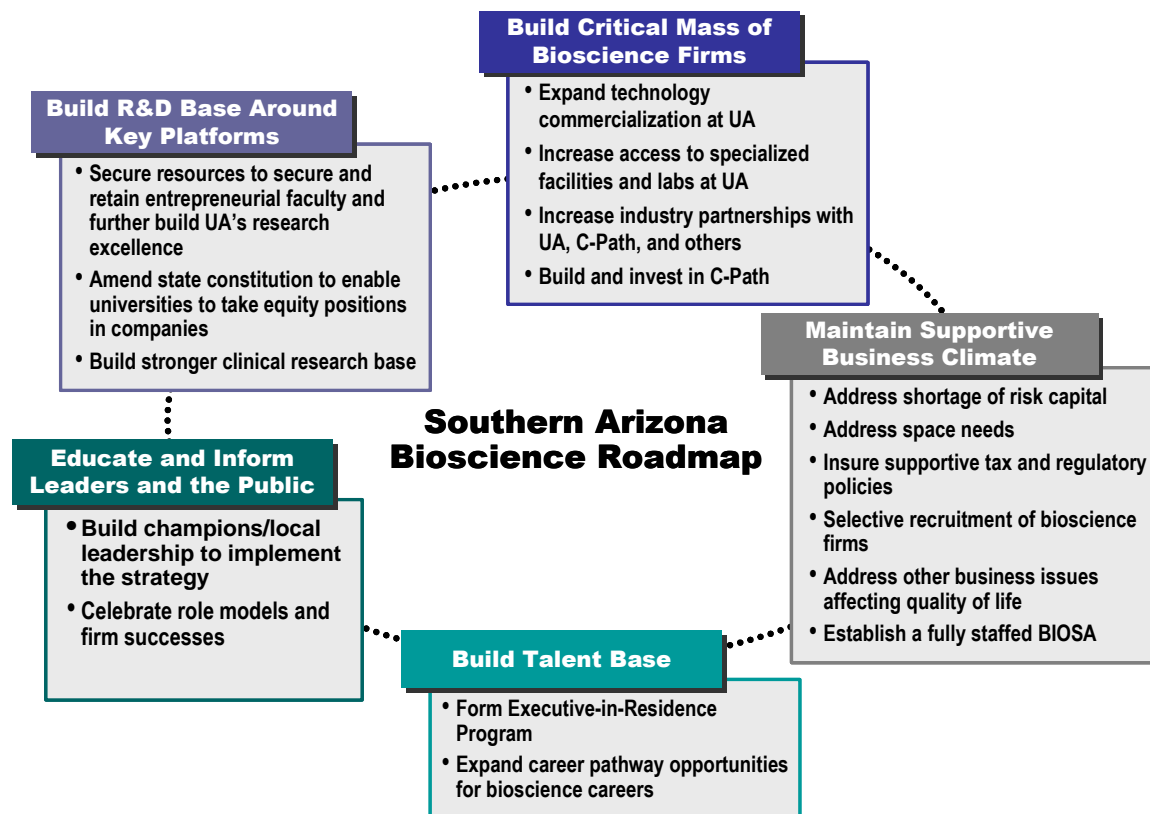 Build Critical Mass of
Bioscience Firms
• Expand technology
commercialization at UA
• Increase access to specialized
facilities and labs at UA
• Increase industry partnerships with
UA, C-Path, and others
• Build and invest in C-Path
Build R&D Base Around
Key Platforms
• Secure resources to secure and
retain entrepreneurial faculty and
further build UA's research
excellence
• Amend state constitution to enable
universities to take equity positions
in companies
• Build stronger clinical research base
Maintain Supportive
Business Climate
• Address shortage of risk capital
• Address space needs
• Insure supportive tax and regulatory
policies
• Selective recruitment of bioscience
firms
• Address other business issues
affecting quality of life
• Establish a fully staffed BIOSA
Southern Arizona
Bioscience Roadmap
Educate and Inform
Leaders and the Public
• Build champions/local
leadership to implement
the strategy
• Celebrate role models and
firm successes
Build Talent Base
• Form Executive-in-Residence
Program
• Expand career pathway opportunities
for bioscience careers